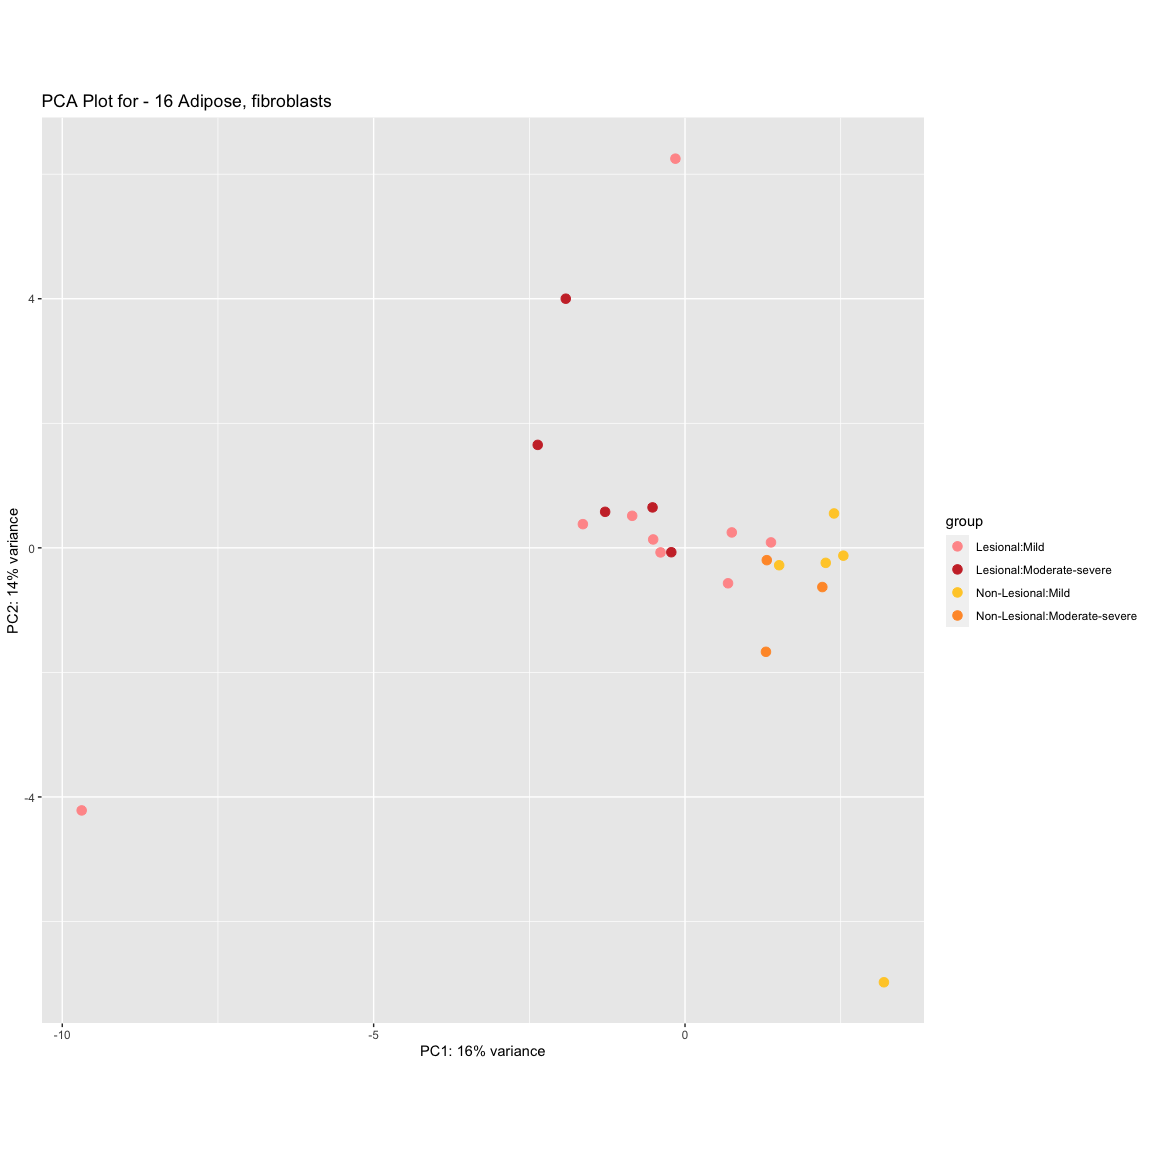 PCA Plot for - 16 Adipose, fibroblasts
4
0
-4
PC2: 14% variance
-10
-5
0
PC1: 16% variance
group
Lesional:Mild
Lesional:Moderate-severe
Non-Lesional:Mild
Non-Lesional:Moderate-severe